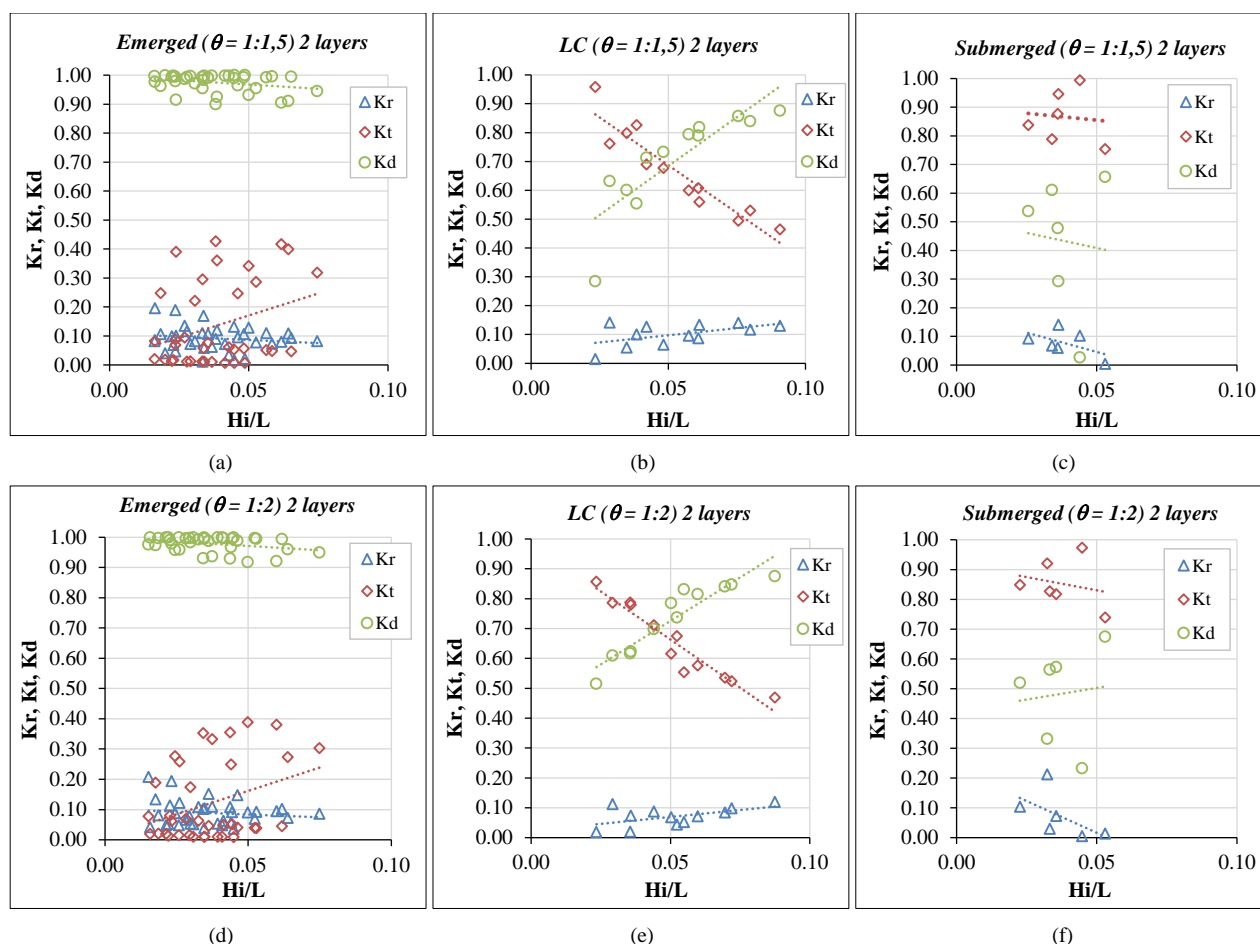 Emerged (θ = 1:1,5) 2 layers
1.00
0.90
0.80
0.70
0.60
0.50
0.40
0.30
0.20
0.10
0.00
Kr, Kt, Kd
Kr
Kt
Kd
0.00 0.05 0.10
Hi/L
(a)
LC (θ = 1:1,5) 2 layers
1.00
0.90
0.80
0.70
0.60
0.50
0.40
0.30
0.20
0.10
0.00
Kr, Kt, Kd
Kr
Kt
Kd
0.00 0.05 0.10
Hi/L
(b)
Submerged (θ = 1:1,5) 2 layers
1.00
0.90
0.80
0.70
0.60
0.50
0.40
0.30
0.20
0.10
0.00
Kr, Kt, Kd
Kr
Kt
Kd
0.00 0.05 0.10
Hi/L
(c)
Emerged (θ = 1:2) 2 layers
1.00
0.90
0.80
0.70
0.60
0.50
0.40
0.30
0.20
0.10
0.00
Kr, Kt, Kd
Kr
Kt
Kd
0.00 0.05 0.10
Hi/L
(d)
LC (θ = 1:2) 2 layers
1.00
0.90
0.80
0.70
0.60
0.50
0.40
0.30
0.20
0.10
0.00
Kr, Kt, Kd
Kr
Kt
Kd
0.00 0.05 0.10
Hi/L
(e)
Submerged (θ = 1:2) 2 layers
1.00
0.90
0.80
0.70
0.60
0.50
0.40
0.30
0.20
0.10
0.00
Kr, Kt, Kd
Kr
Kt
Kd
0.00 0.05 0.10
Hi/L
(f)